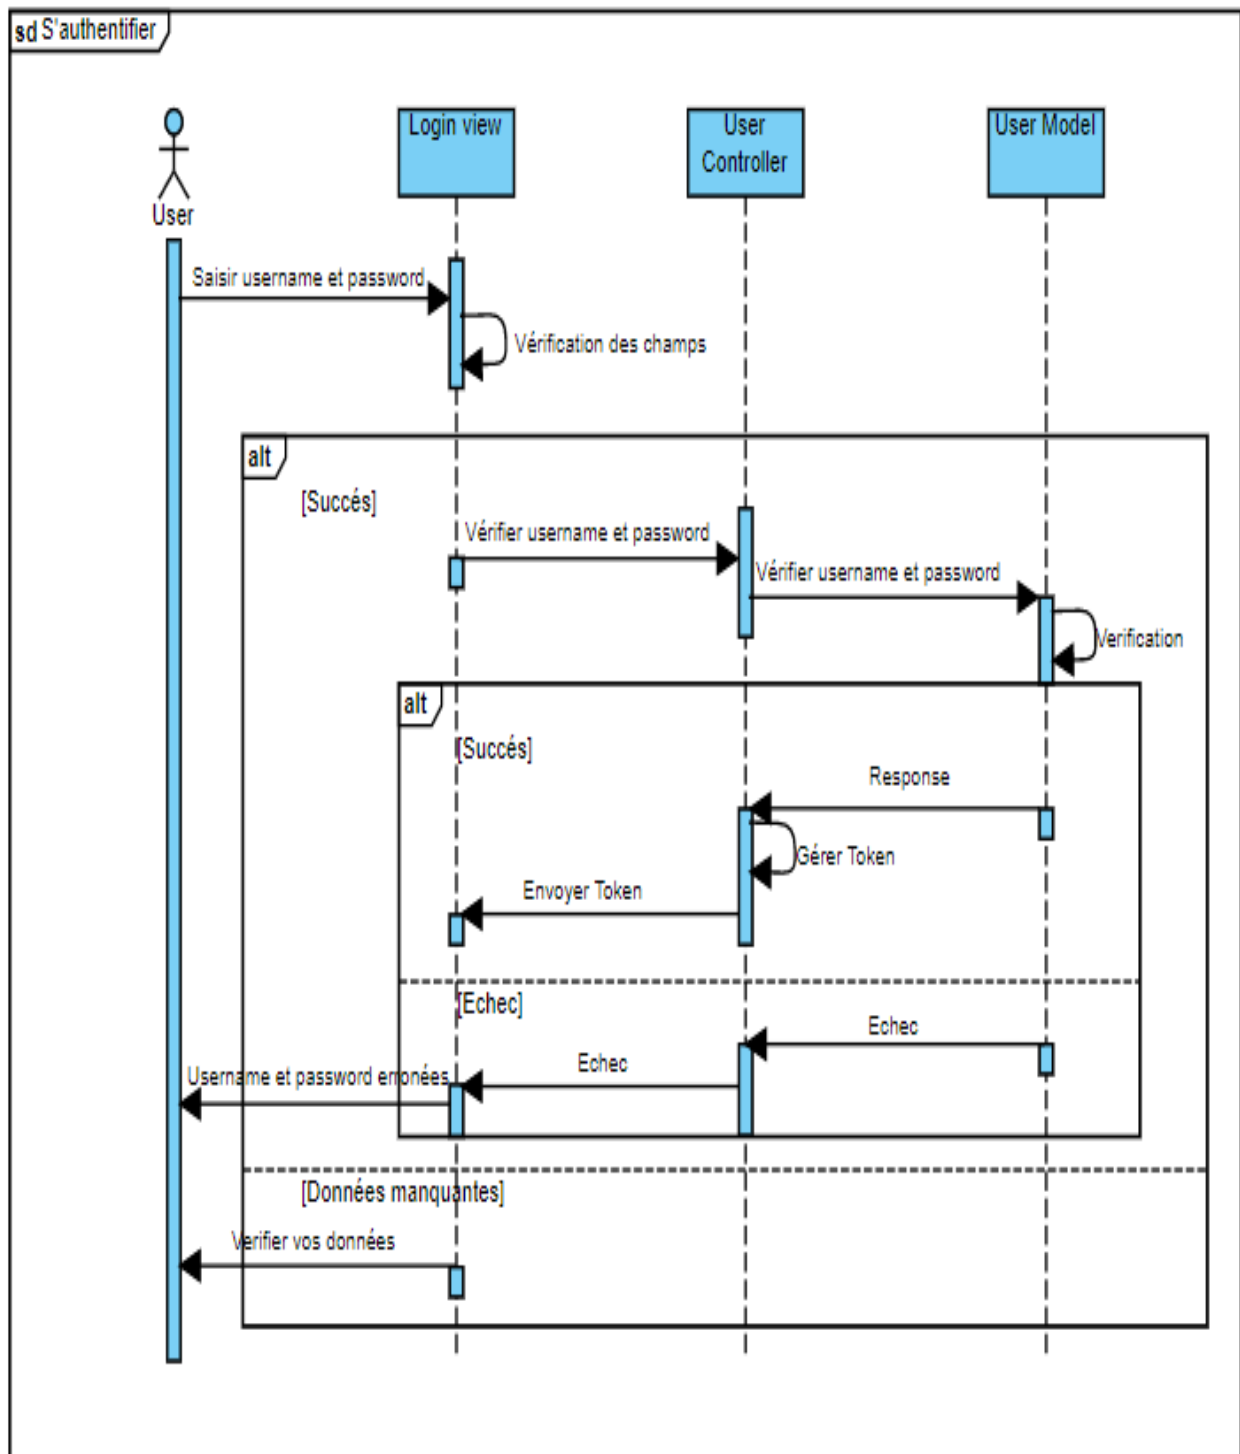 sd S'authentifier
User
Login view
User
Controller
User Model
Saisir username et password
Vérification des champs
alt
[Succés]
Vérifier username et password
Vérifier username et password
Verification
alt
[Succés]
Response
Gérer Token
Envoyer Token
[Echec]
Echec
Echec
Username et password erronées
[Données manquantes]
Verifier vos données